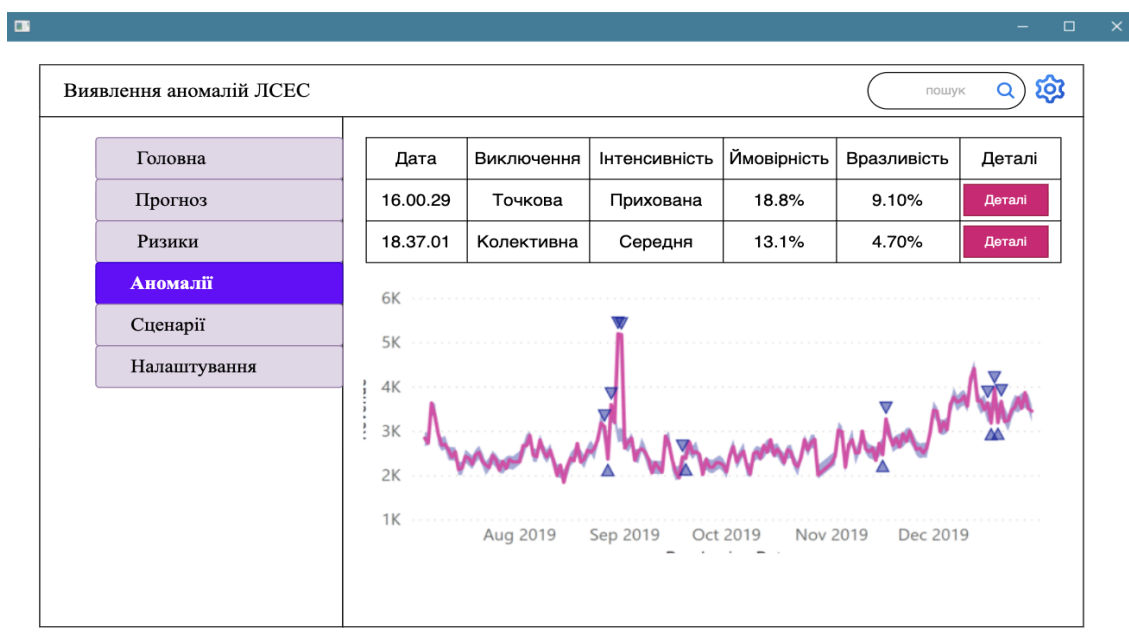 Виявлення аномалій ЛСЕС
пошук
Головна
Прогноз
Ризики
Аномалії
Сценарії
Налаштування
Дата Виключення Інтенсивність Ймовірність Вразливість Деталі
16.00.29 Точкова Прихована 18.8% 9.10% Деталі
18.37.01 Колективна Середня 13.1% 4.70% Деталі
6K
5K
4K
3K
2K
1K
Aug 2019 Sep 2019 Oct 2019 Nov 2019 Dec 2019